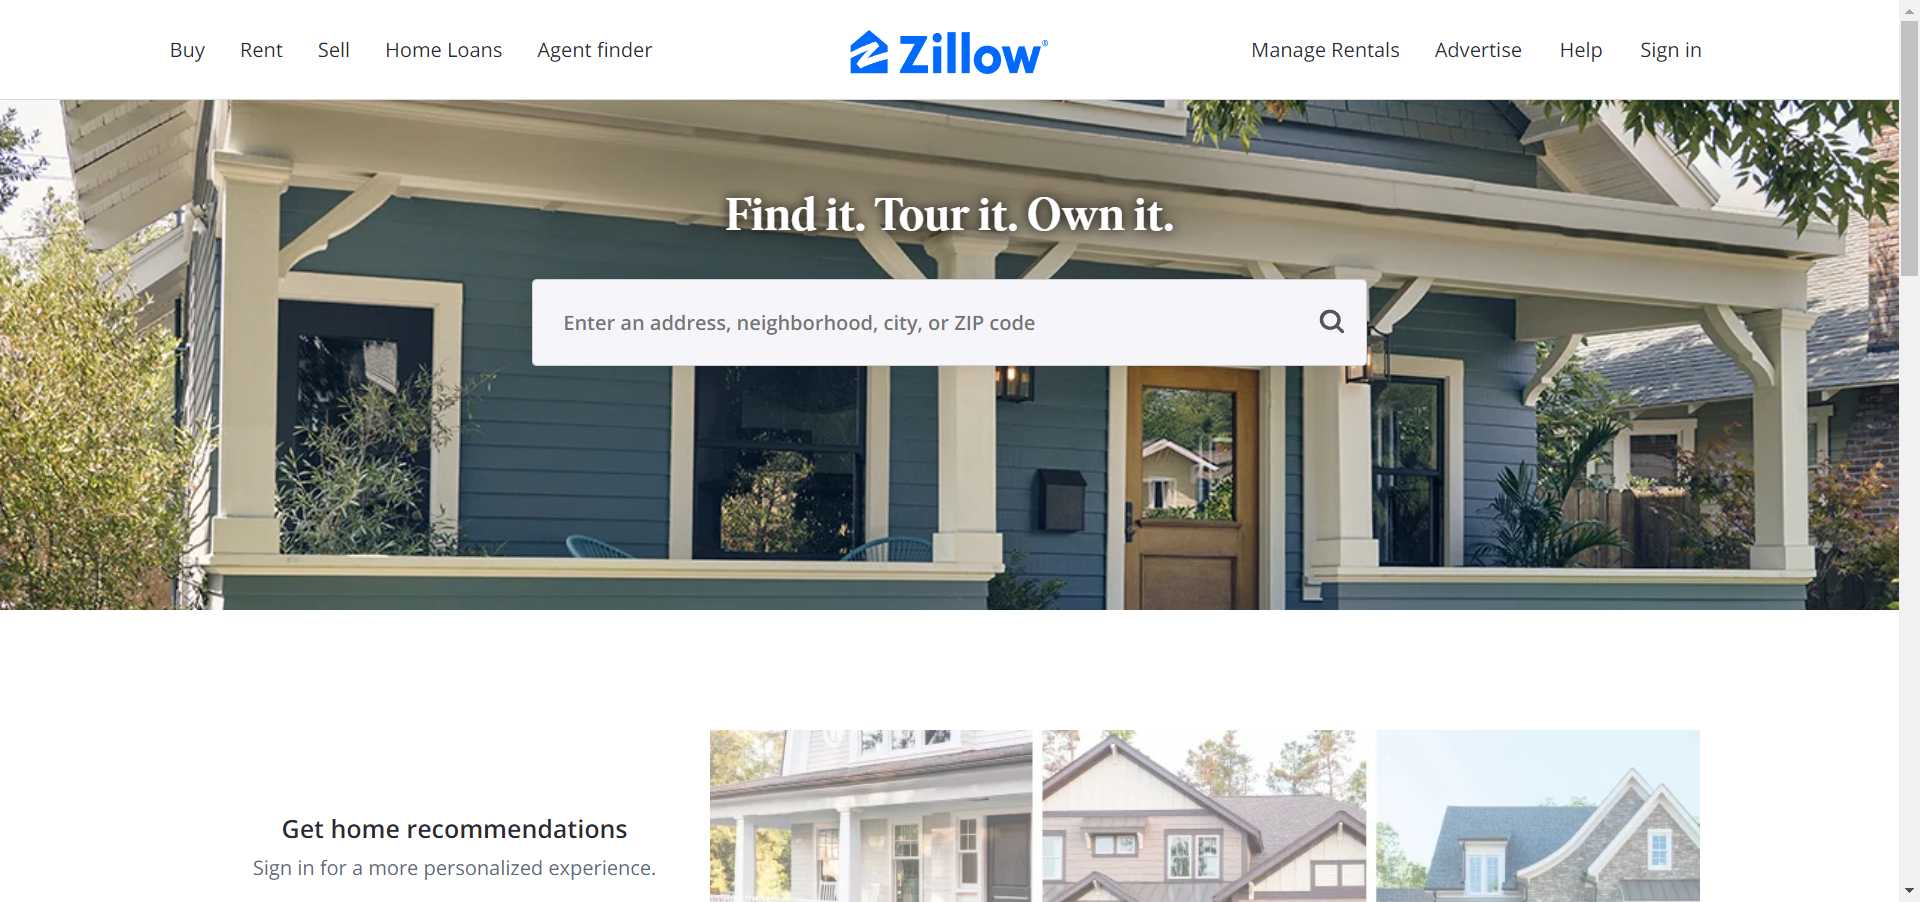 Buy Rent Sell Home Loans Agent finder Zillow® Manage Rentals Advertise Help Sign in
Find it. Tour it. Own it.
Enter an address, neighborhood, city, or ZIP code
Get home recommendations
Sign in for a more personalized experience.